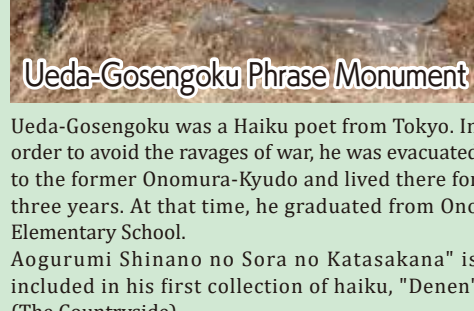 Ueda-Gosengoku Phrase Monument
Ueda-Gosengoku was a Haiku poet from Tokyo. In
order to avoid the ravages of war, he was evacuated
to the former Onomura-Kyudo and lived there for
three years. At that time, he graduated from Ono
Elementary School.
Aogurumi Shinano no Sora no Katasakana" is
included in his first collection of haiku, "Denen"
(The Countryside)